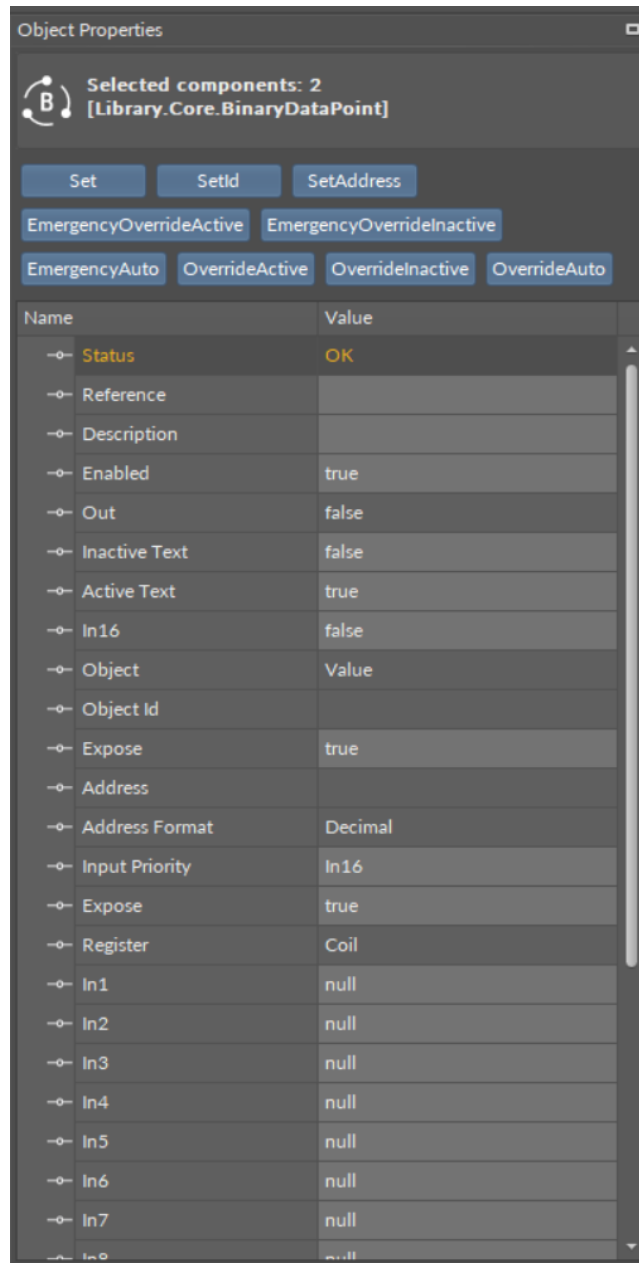 Object Properties
B
Selected components: 2
[Library.Core.BinaryDataPoint]
Set SetId SetAddress
EmergencyOverrideActive EmergencyOverrideInactive
EmergencyAuto OverrideActive OverrideInactive OverrideAuto
Name Value
Status OK
Reference
Description
Enabled true
Out false
Inactive Text false
Active Text true
In16 false
Object Value
Object Id
Expose true
Address
Address Format Decimal
Input Priority In16
Expose true
Register Coil
In1 null
In2 null
In3 null
In4 null
In5 null
In6 null
In7 null
In8 null